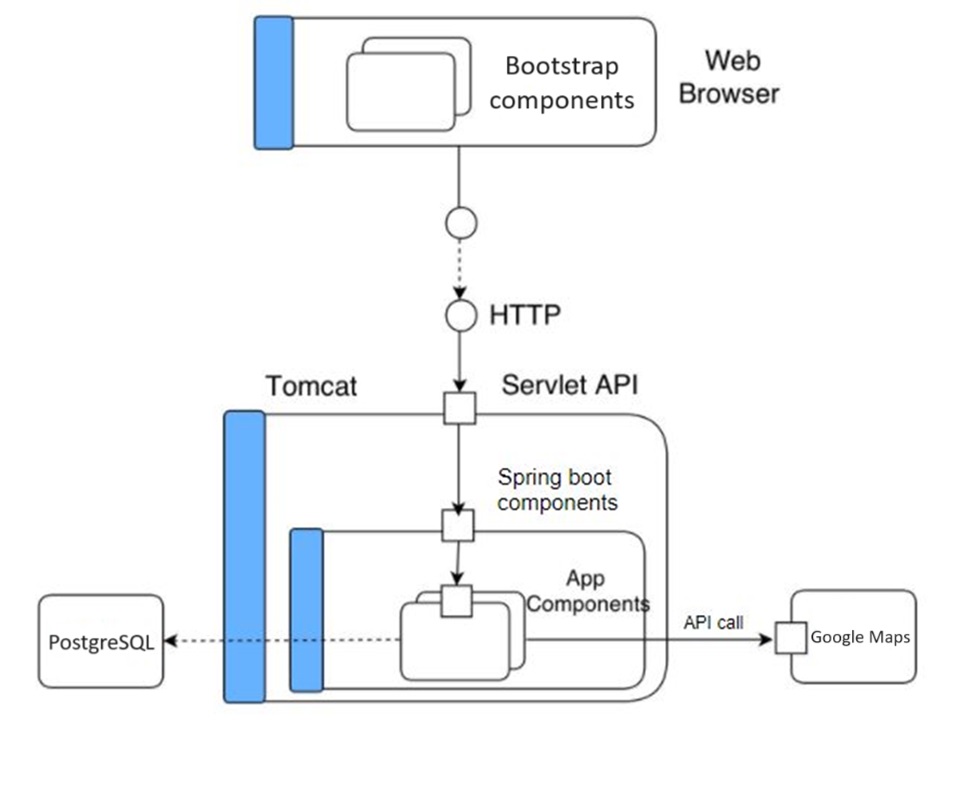 Bootstrap
components
Web
Browser
HTTP
Tomcat
Servlet API
Spring boot
components
App
Components
API call
PostgreSQL
Google Maps